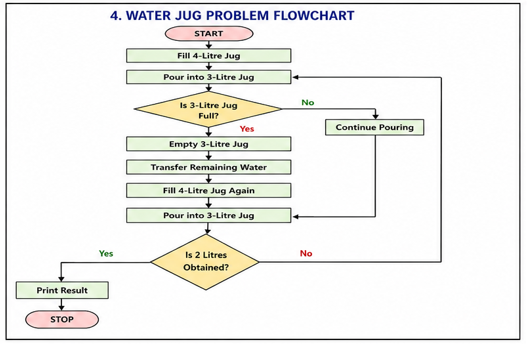 4. WATER JUG PROBLEM FLOWCHART
START
Fill 4-Litre Jug
Pour into 3-Litre Jug
Is 3-Litre Jug
Full?
No
Yes
Continue Pouring
Empty 3-Litre Jug
Transfer Remaining Water
Fill 4-Litre Jug Again
Pour into 3-Litre Jug
Is 2 Litres
Obtained?
Yes
No
Print Result
STOP